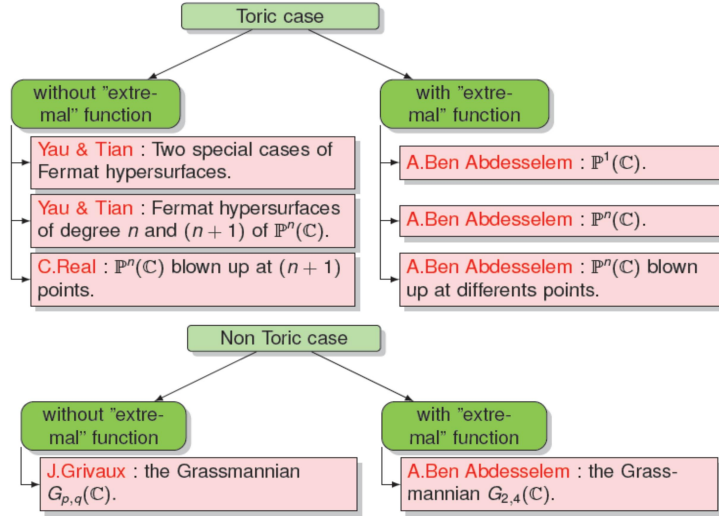 Toric case
without ”extre-
mal” function
with ”extre-
mal” function
Yau & Tian : Two special cases of
Fermat hypersurfaces.
Yau & Tian : Fermat hypersurfaces
of degree n and (n + 1) of ℙⁿ(ℂ).
C.Real : ℙⁿ(ℂ) blown up at (n + 1)
points.
A.Ben Abdesselem : ℙ¹(ℂ).
A.Ben Abdesselem : ℙⁿ(ℂ).
A.Ben Abdesselem : ℙⁿ(ℂ) blown
up at differents points.
Non Toric case
without ”extre-
mal” function
with ”extre-
mal” function
J.Grivaux : the Grassmannian
G_{p,q}(ℂ).
A.Ben Abdesselem : the Grass-
mannian G_{2,4}(ℂ).